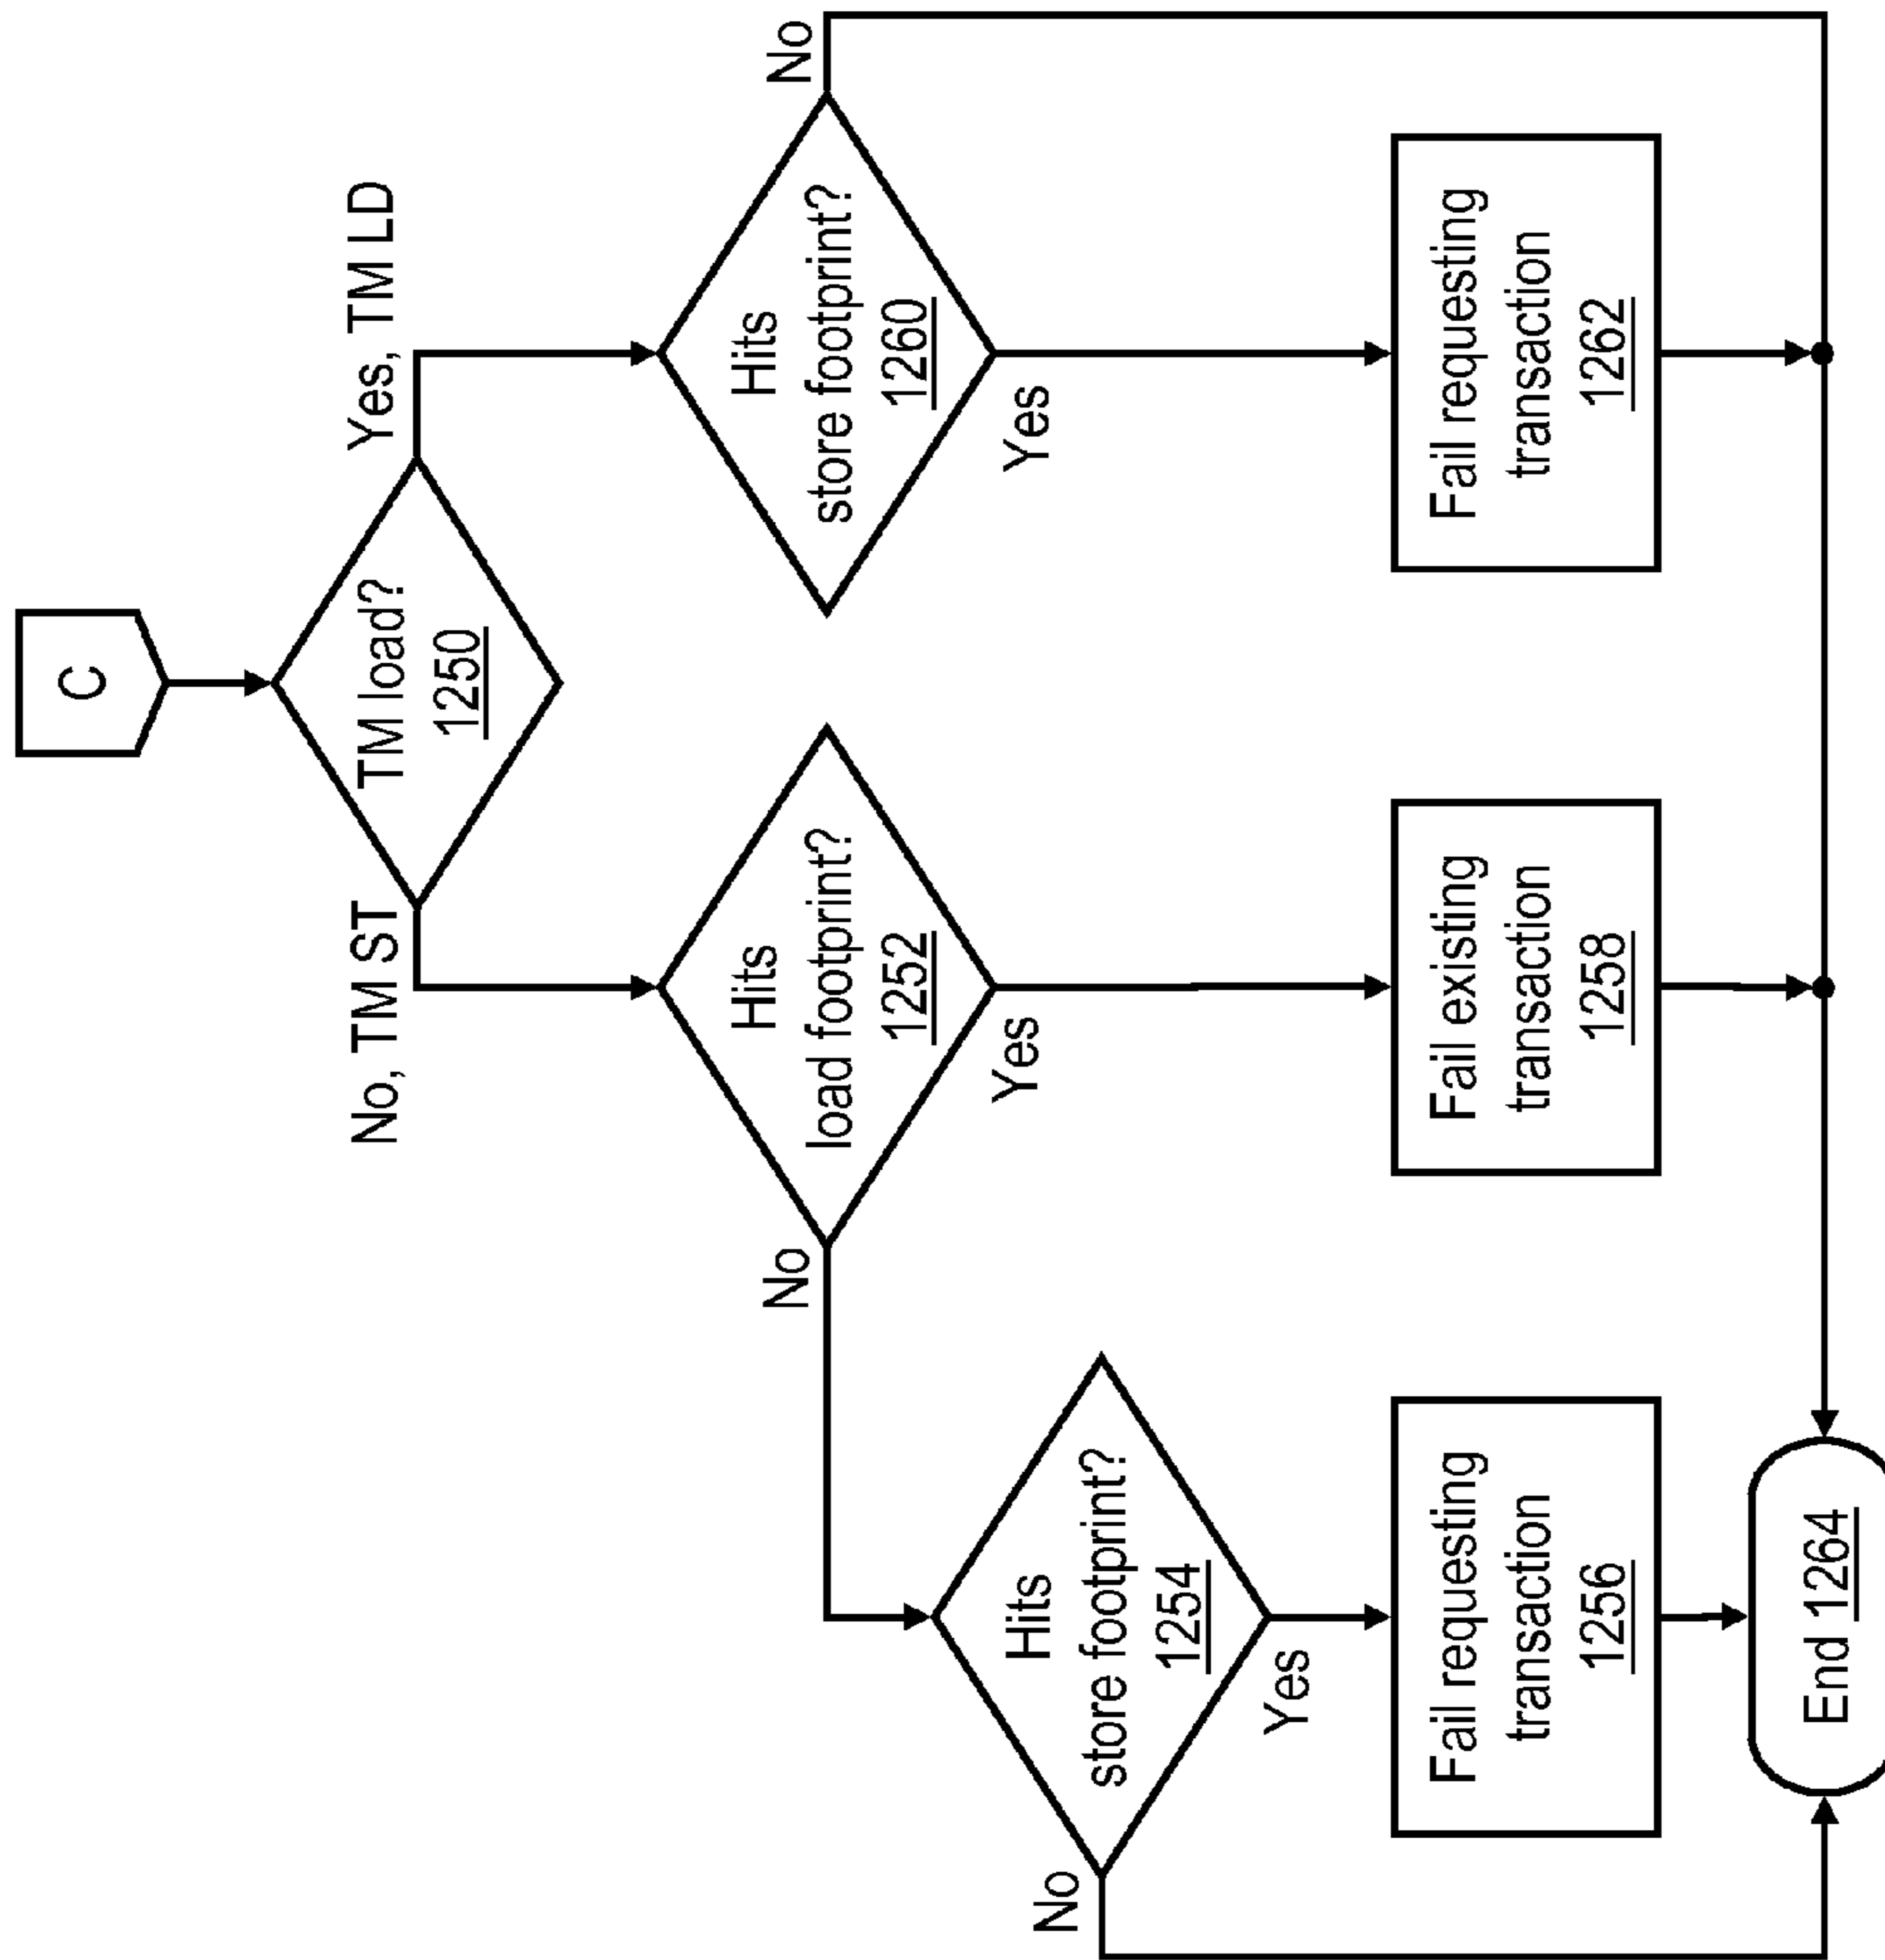 C
TM load?
1250
No, TM ST
Yes, TM LD
Hits
load footprint?
1252
No
Yes
Hits
store footprint?
1260
No
Yes
Hits
store footprint?
1254
No
Yes
Fail requesting
transaction
1256
Fail existing
transaction
1258
Fail requesting
transaction
1262
End 1264